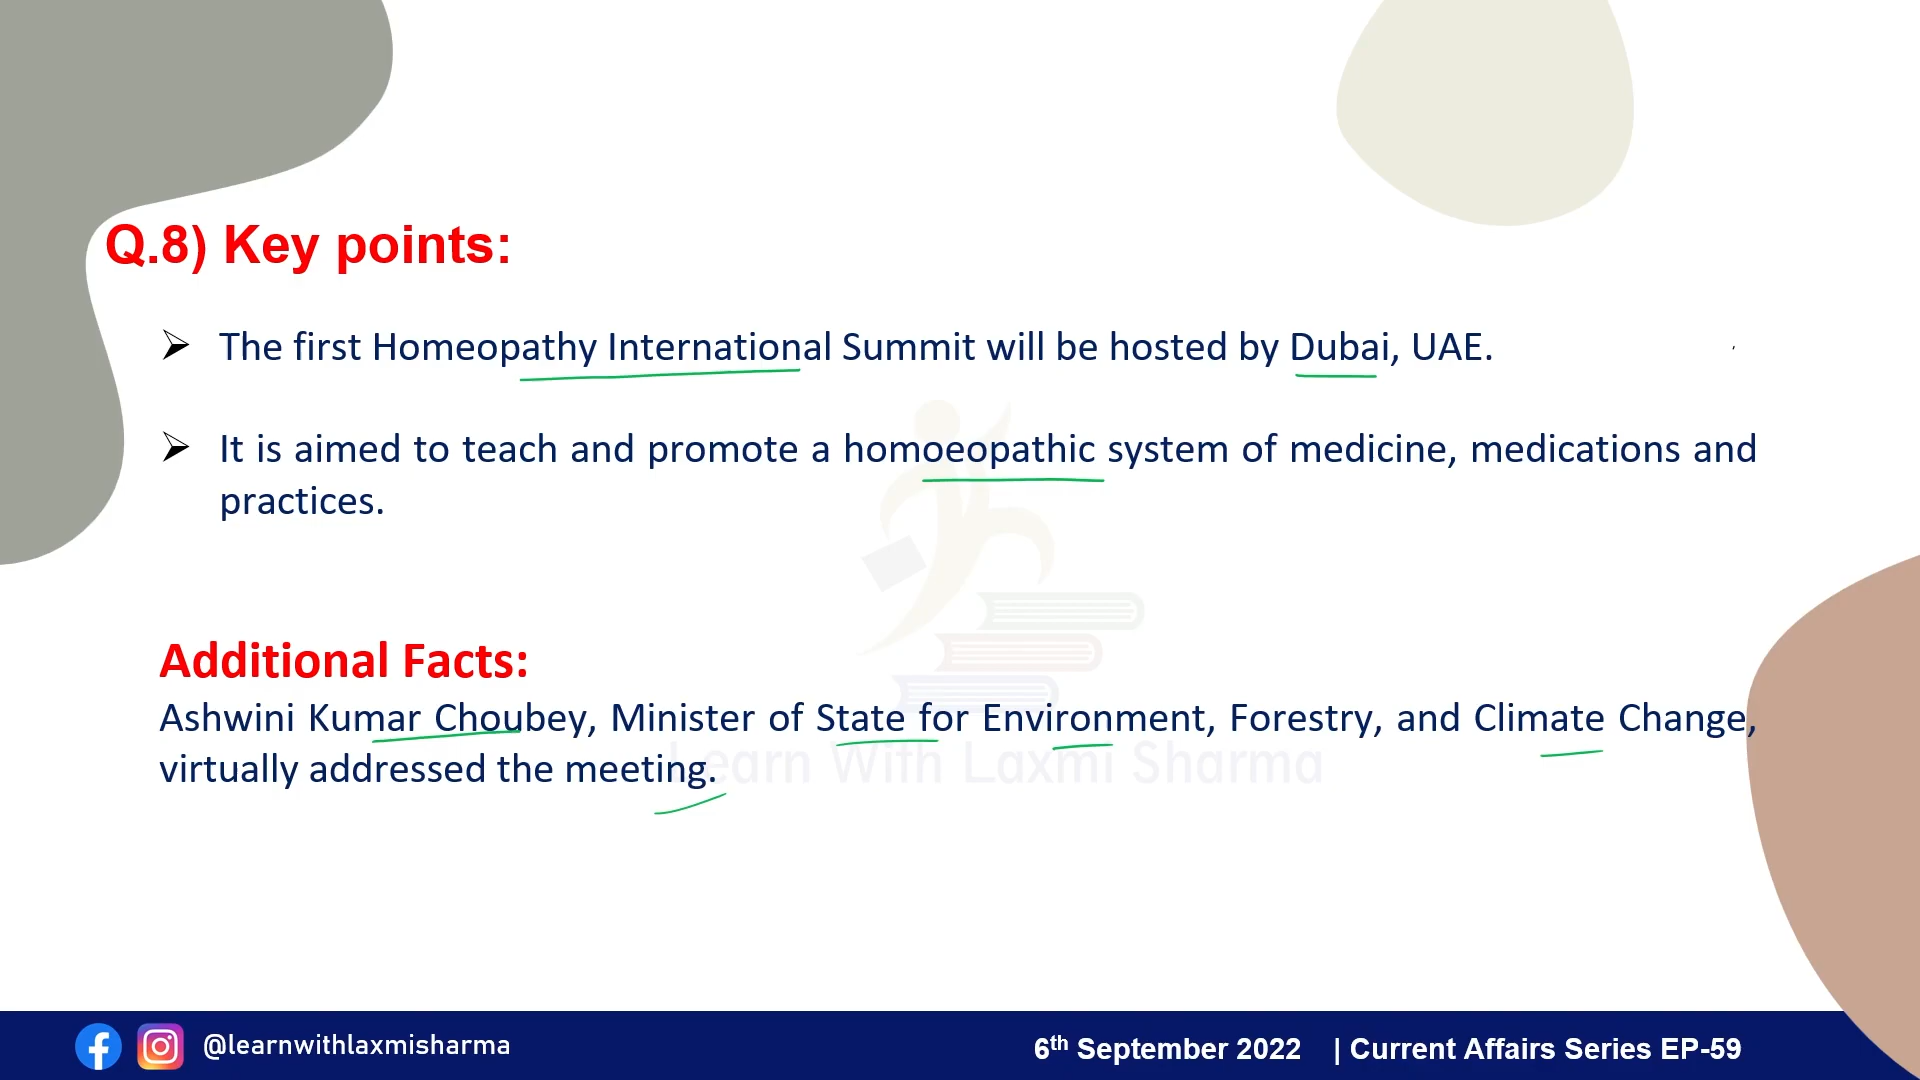 Q.8) Key points:
➢ The first Homeopathy International Summit will be hosted by Dubai, UAE.
➢ It is aimed to teach and promote a homoeopathic system of medicine, medications and
practices.
Additional Facts:
Ashwini Kumar Choubey, Minister of State for Environment, Forestry, and Climate Change,
virtually addressed the meeting.
Learn With Laxmi Sharma
@learnwithlaxmisharma
6th September 2022 | Current Affairs Series EP-59